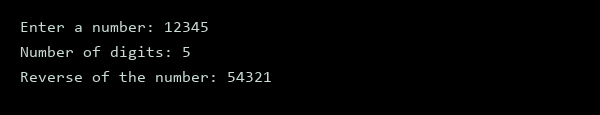 Enter a number: 12345
Number of digits: 5
Reverse of the number: 54321